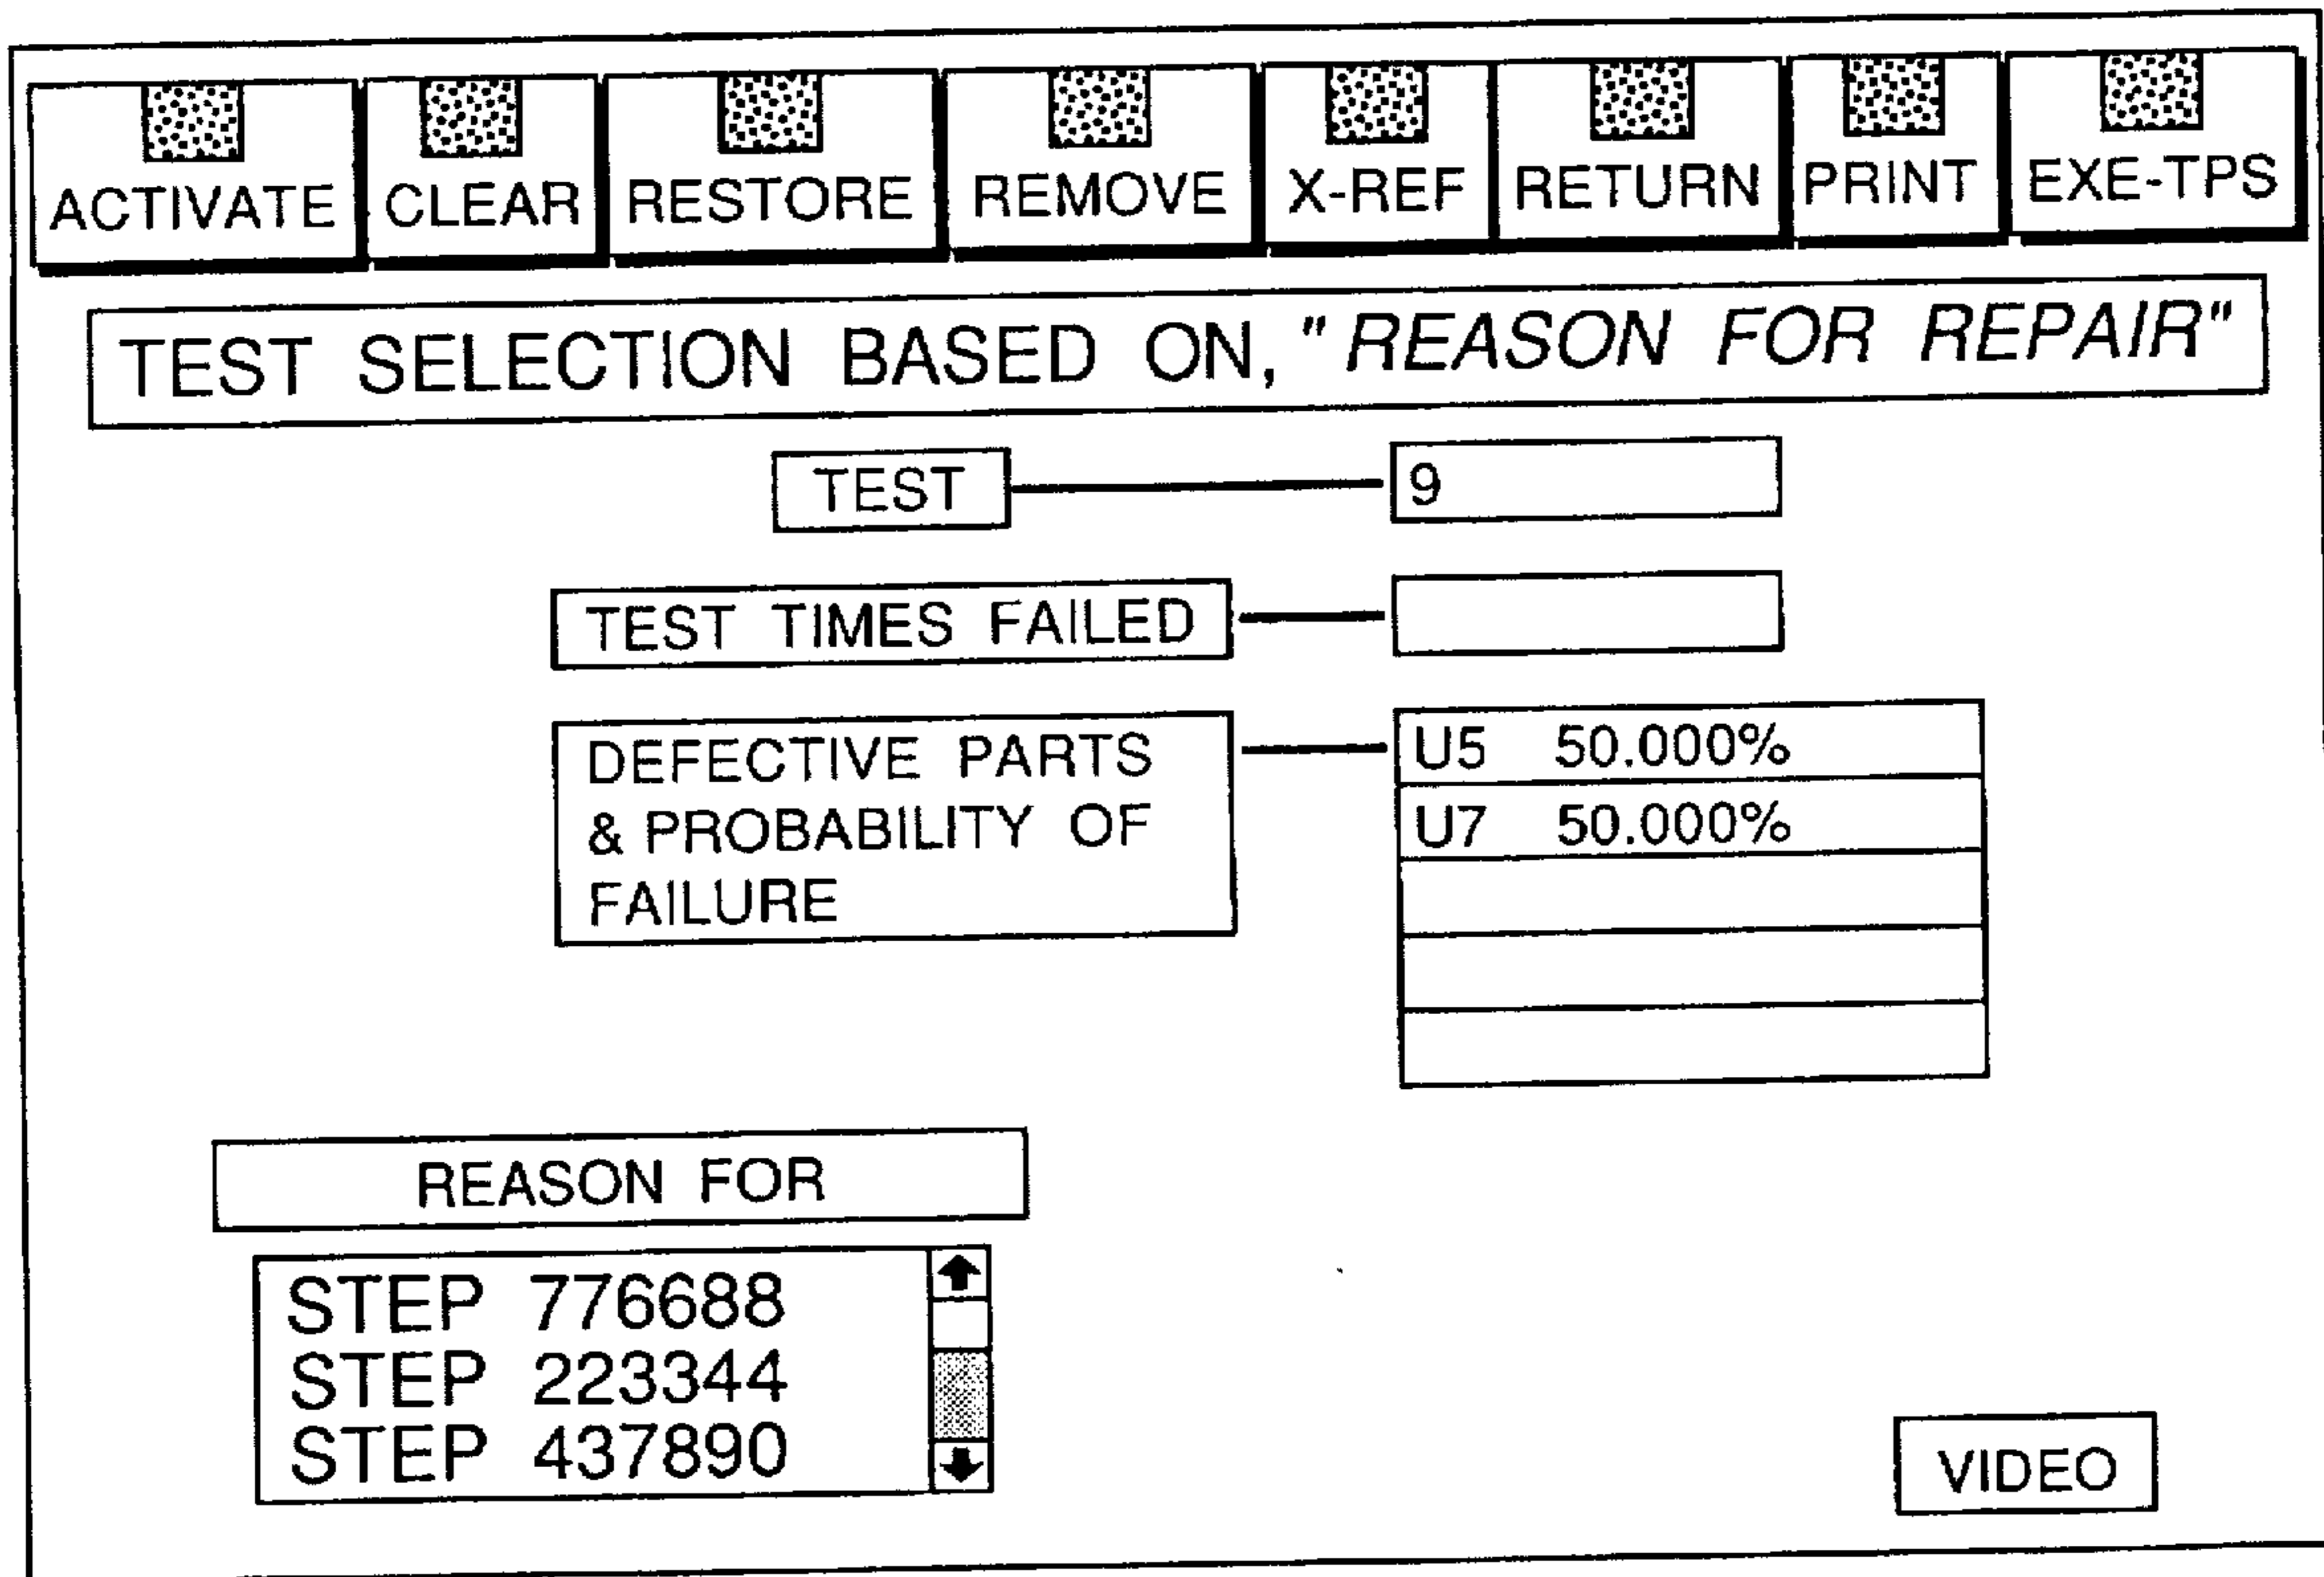 ACTIVATE CLEAR RESTORE REMOVE X-REF RETURN PRINT EXE-TPS
TEST SELECTION BASED ON, "REASON FOR REPAIR"
TEST 9
TEST TIMES FAILED
DEFECTIVE PARTS
& PROBABILITY OF
FAILURE
U5 50.000%
U7 50.000%
REASON FOR
STEP 776688
STEP 223344
STEP 437890
VIDEO